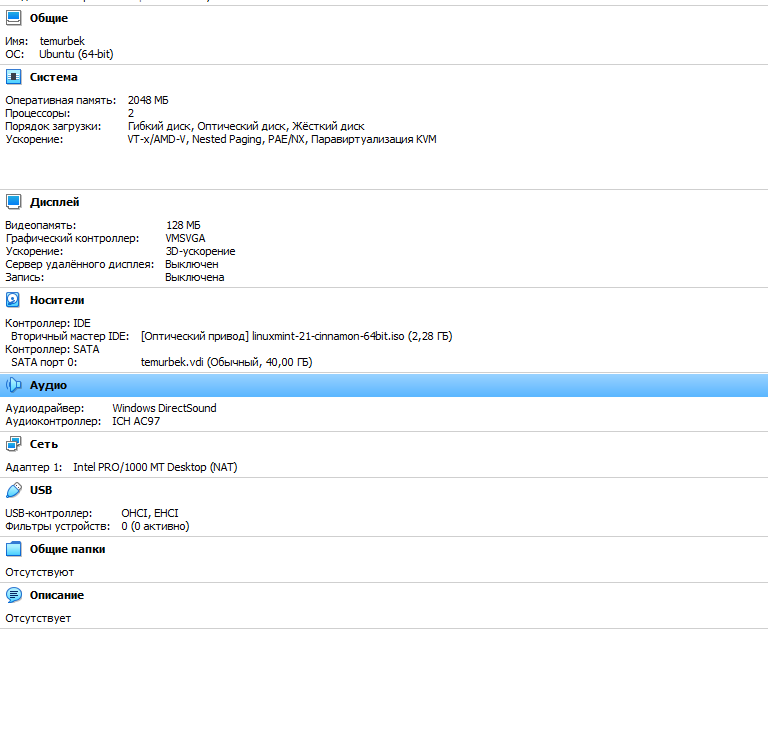 Общие
Имя: temurbek
ОС: Ubuntu (64-bit)
Система
Оперативная память: 2048 МБ
Процессоры: 2
Порядок загрузки: Гибкий диск, Оптический диск, Жёсткий диск
Ускорение: VT-x/AMD-V, Nested Paging, PAE/NX, Паравиртуализация KVM
Дисплей
Видеопамять: 128 МБ
Графический контроллер: VMSVGA
Ускорение: 3D-ускорение
Сервер удалённого дисплея: Выключен
Запись: Выключена
Носители
Контроллер: IDE
Вторичный мастер IDE: [Оптический привод] linuxmint-21-cinnamon-64bit.iso (2,28 ГБ)
Контроллер: SATA
SATA порт 0: temurbek.vdi (Обычный, 40,00 ГБ)
Аудио
Аудиодрайвер: Windows DirectSound
Аудиоконтроллер: ICH AC97
Сеть
Адаптер 1: Intel PRO/1000 MT Desktop (NAT)
USB
USB-контроллер: OHCI, EHCI
Фильтры устройств: 0 (0 активно)
Общие папки
Отсутствуют
Описание
Отсутствует